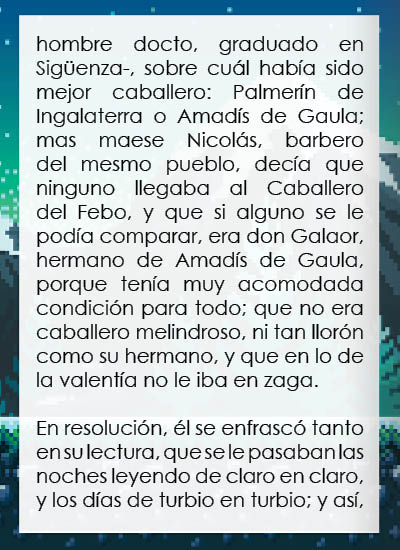 hombre docto, graduado en
Sigüenza-, sobre cuál había sido
mejor caballero: Palmerín de
Ingalaterra o Amadís de Gaula;
mas maese Nicolás, barbero
del mesmo pueblo, decía que
ninguno llegaba al Caballero
del Febo, y que si alguno se le
podía comparar, era don Galaor,
hermano de Amadís de Gaula,
porque tenía muy acomodada
condición para todo; que no era
caballero melindroso, ni tan llorón
como su hermano, y que en lo de
la valentía no le iba en zaga.
En resolución, él se enfrascó tanto
en su lectura, que se le pasaban las
noches leyendo de claro en claro,
y los días de turbio en turbio; y así,